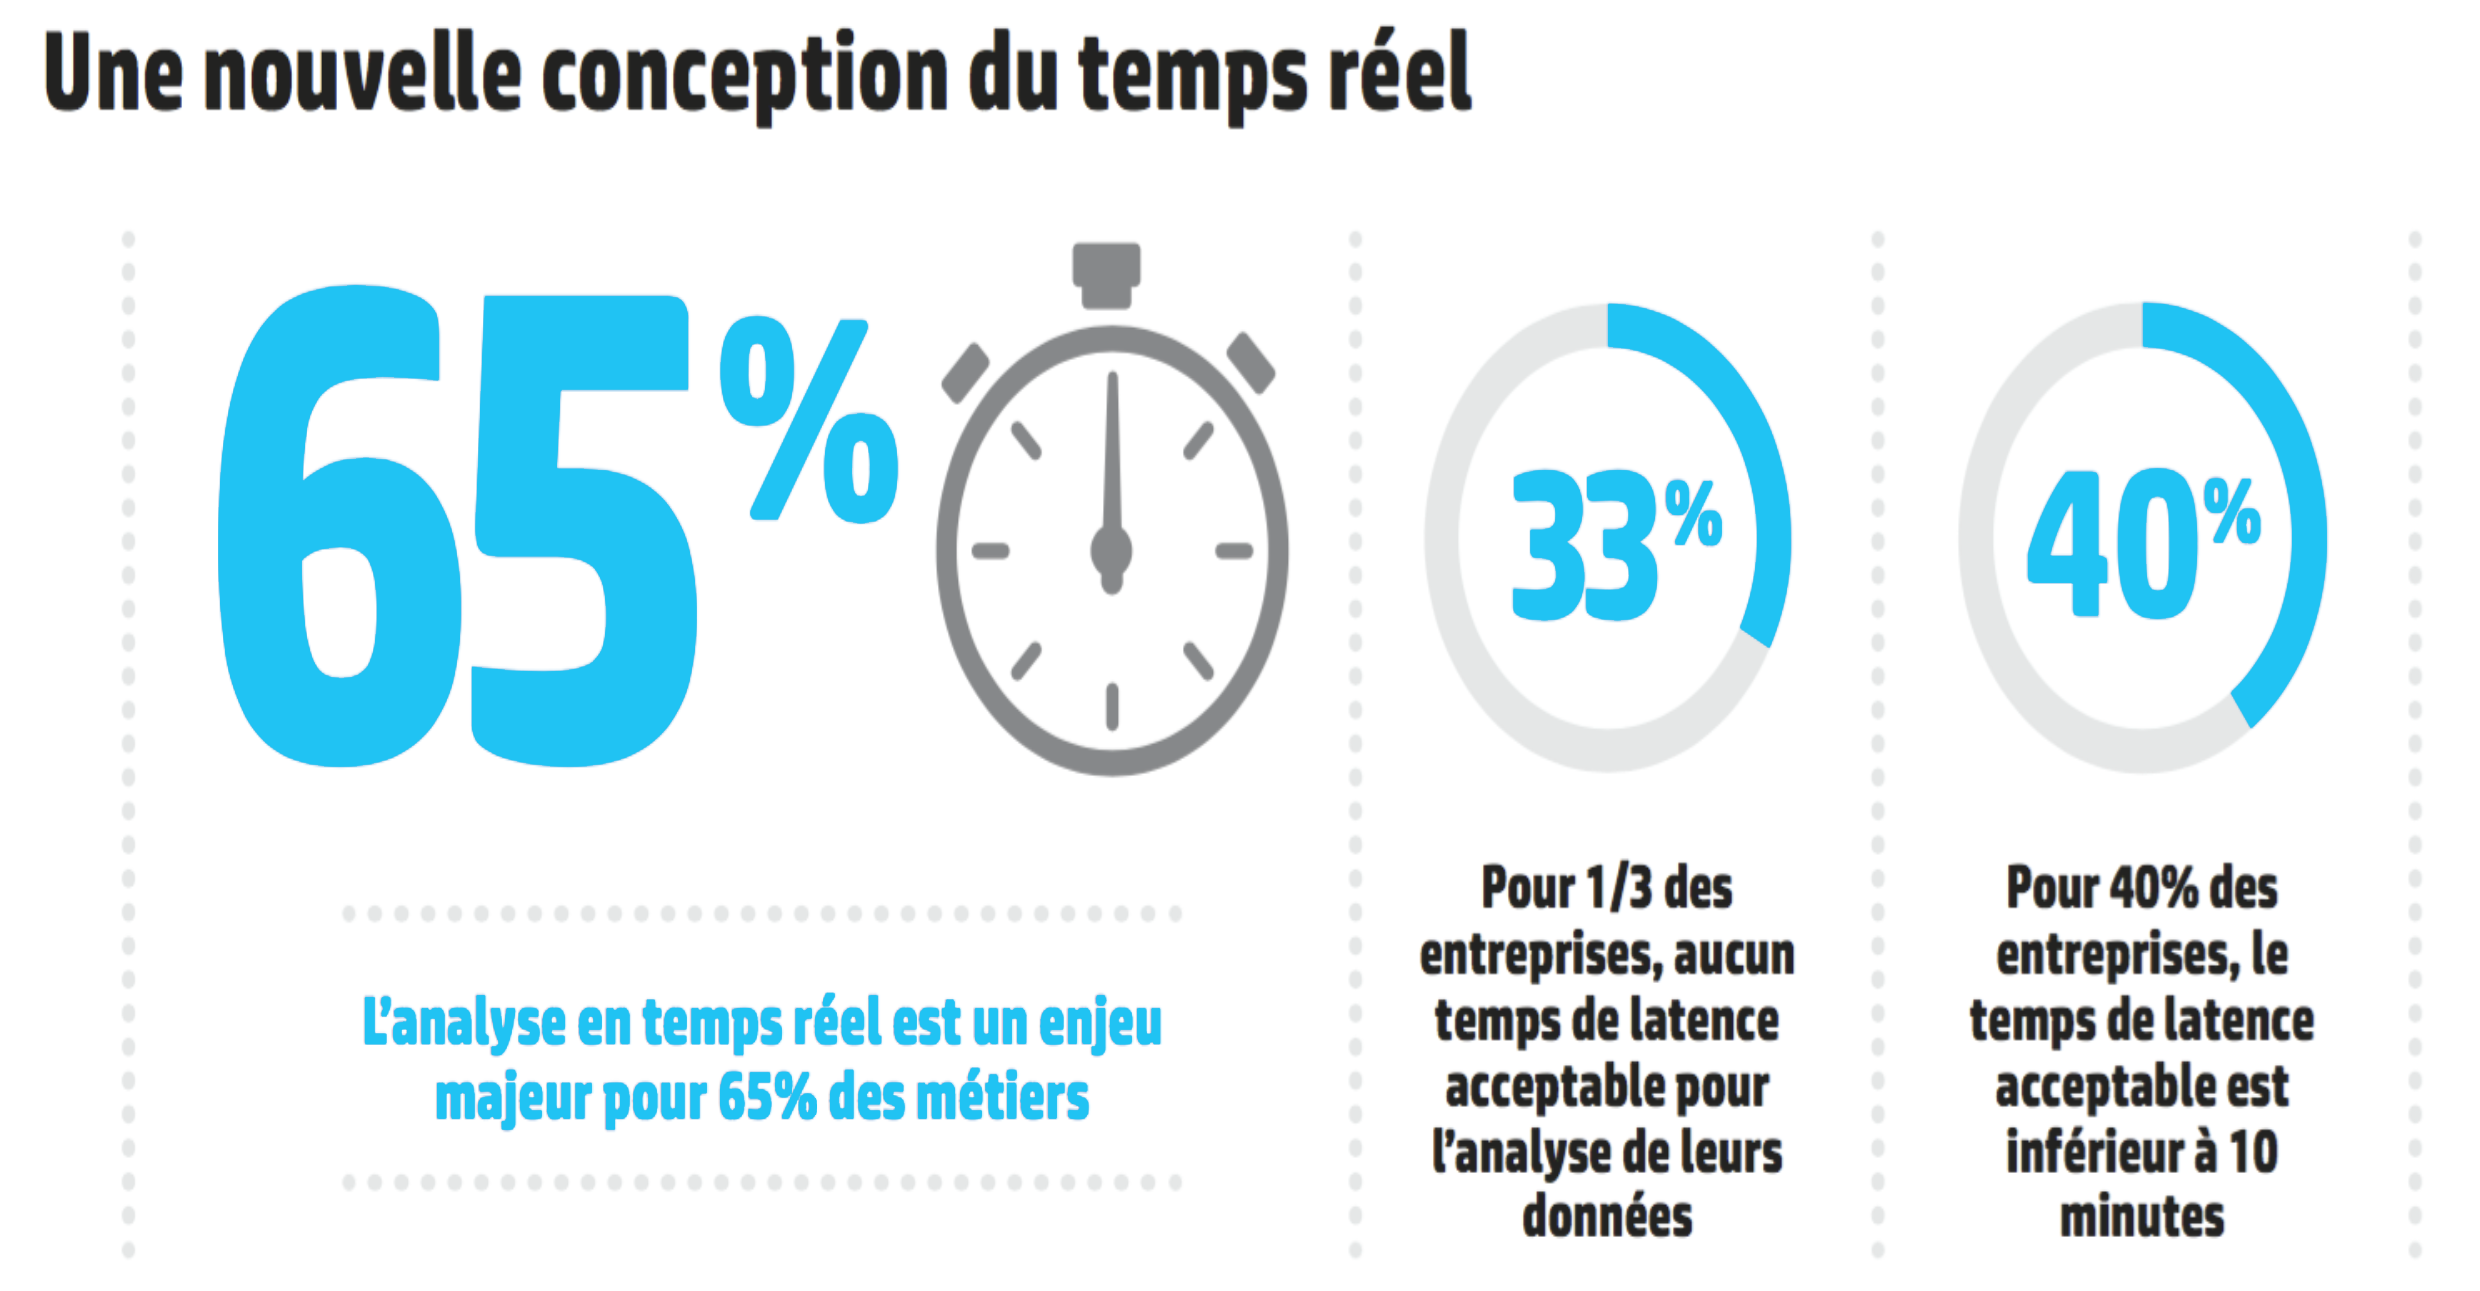 Une nouvelle conception du temps réel
65%
L'analyse en temps réel est un enjeu
majeur pour 65% des métiers
33%
Pour 1/3 des
entreprises, aucun
temps de latence
acceptable pour
l'analyse de leurs
données
40%
Pour 40% des
entreprises, le
temps de latence
acceptable est
inférieur à 10
minutes